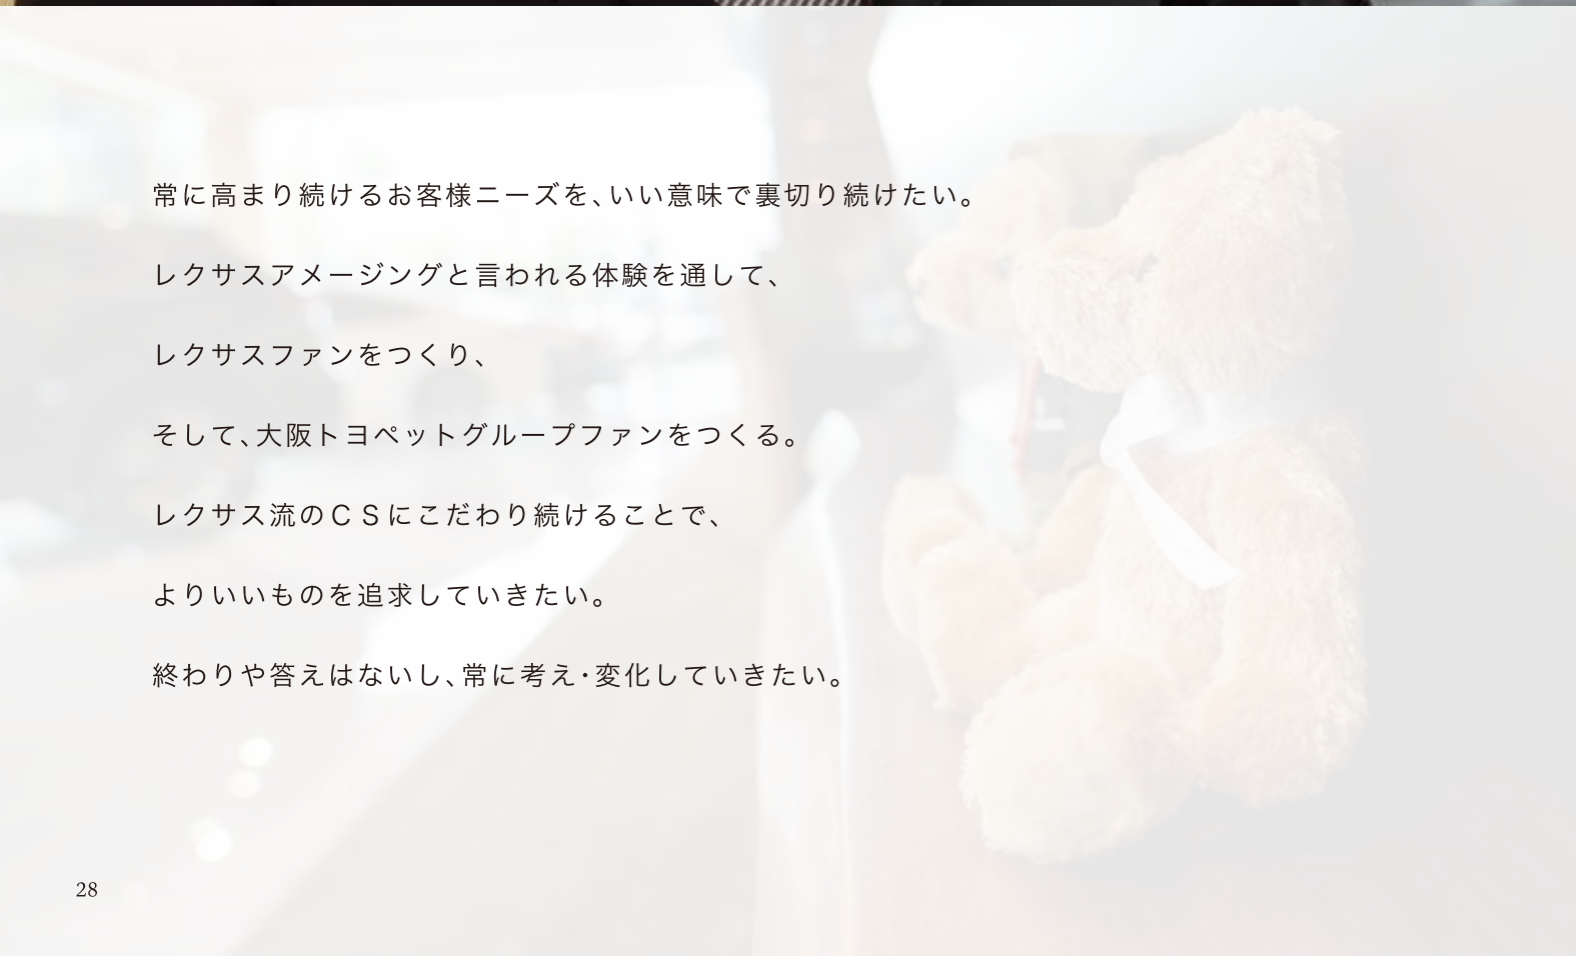 常に高まり続けるお客様ニーズを、いい意味で裏切り続けたい。
レクサスアメージングと言われる体験を通して、
レクサスファンをつくり、
そして、大阪トヨペットグループファンをつくる。
レクサス流のＣＳにこだわり続けることで、
よりいいものを追求していきたい。
終わりや答えはないし、常に考え・変化していきたい。
28